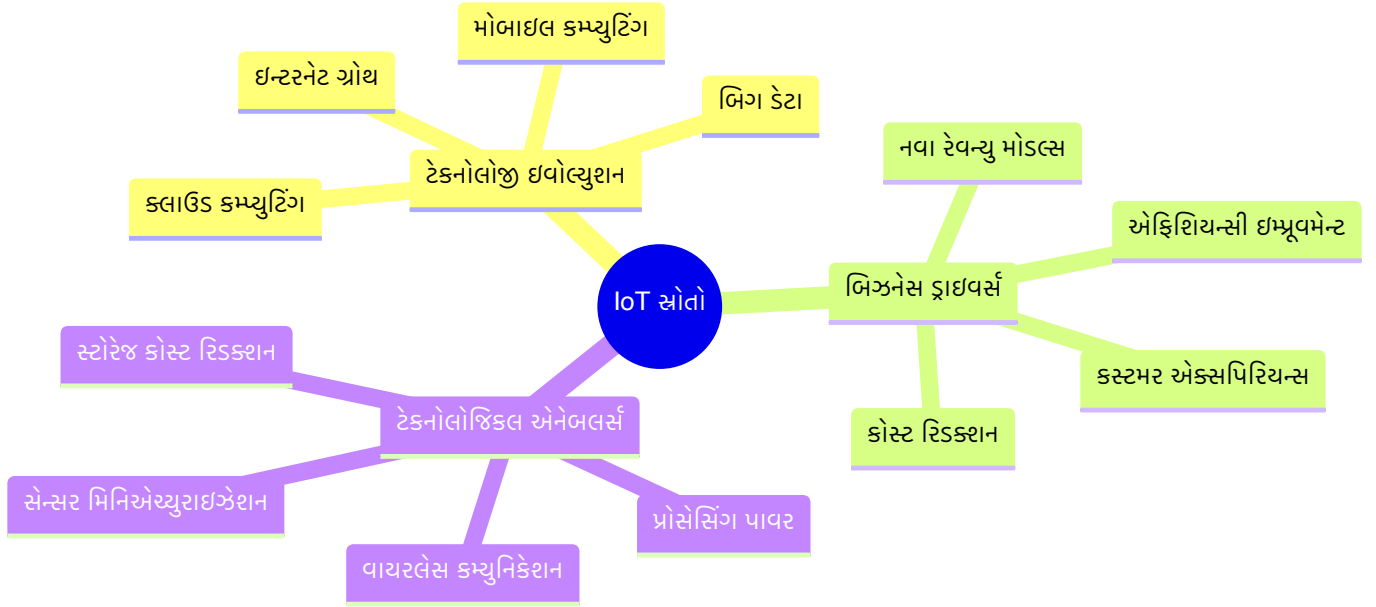 મોબાઇલ કમ્પ્યુટિંગ
ઇન્ટરનેટ ગ્રોથ
બિગ ડેટા
ટેકનોલોજી ઇવોલ્યુશન
ક્લાઉડ કમ્પ્યુટિંગ
નવા રેવન્યુ મોડલ્સ
એફિશિયન્સી ઇમ્પ્રૂવમેન્ટ
બિઝનેસ ડ્રાઇવર્સ
IoT સ્રોતો
કસ્ટમર એક્સપિરિયન્સ
કોસ્ટ રિડક્શન
સ્ટોરેજ કોસ્ટ રિડક્શન
ટેકનોલોજિકલ એનેબલર્સ
સેન્સર મિનિએચ્યુરાઇઝેશન
પ્રોસેસિંગ પાવર
વાયરલેસ કમ્યુનિકેશન